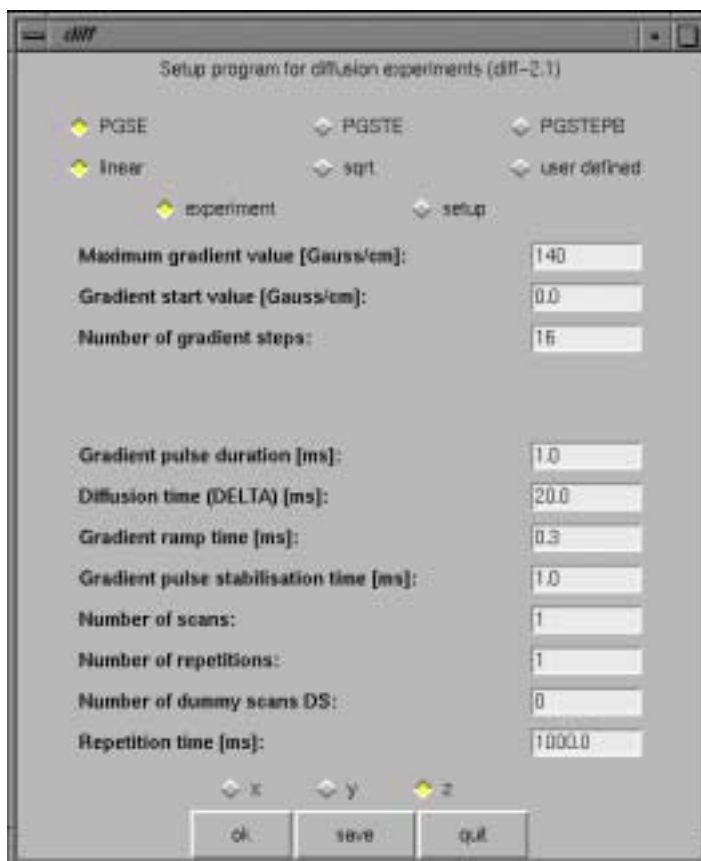 diff
Setup program for diffusion experiments (diff-2.1)
PGSE PGSTE PGSTEPB
linear sqrt user defined
experiment setup
Maximum gradient value [Gauss/cm]: 140
Gradient start value [Gauss/cm]: 0.0
Number of gradient steps: 16
Gradient pulse duration [ms]: 1.0
Diffusion time (DELTA) [ms]: 20.0
Gradient ramp time [ms]: 0.3
Gradient pulse stabilisation time [ms]: 1.0
Number of scans: 1
Number of repetitions: 1
Number of dummy scans DS: 0
Repetition time [ms]: 1000.0
x y z
ok save quit